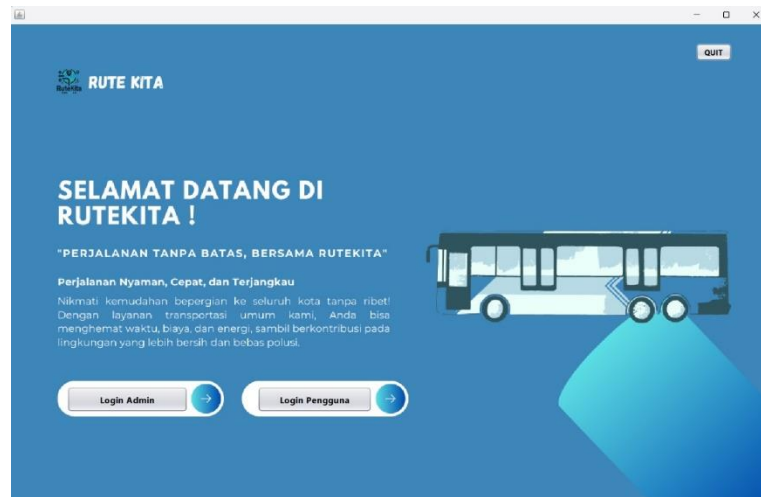 QUIT
RuteKita
RUTE KITA
SELAMAT DATANG DI
RUTEKITA !
"PERJALANAN TANPA BATAS, BERSAMA RUTEKITA"
Perjalanan Nyaman, Cepat, dan Terjangkau
Nikmati kemudahan bepergian ke seluruh kota tanpa ribet!
Dengan layanan transportasi umum kami, Anda bisa
menghemat waktu, biaya, dan energi, sambil berkontribusi pada
lingkungan yang lebih bersih dan bebas polusi.
Login Admin
Login Pengguna